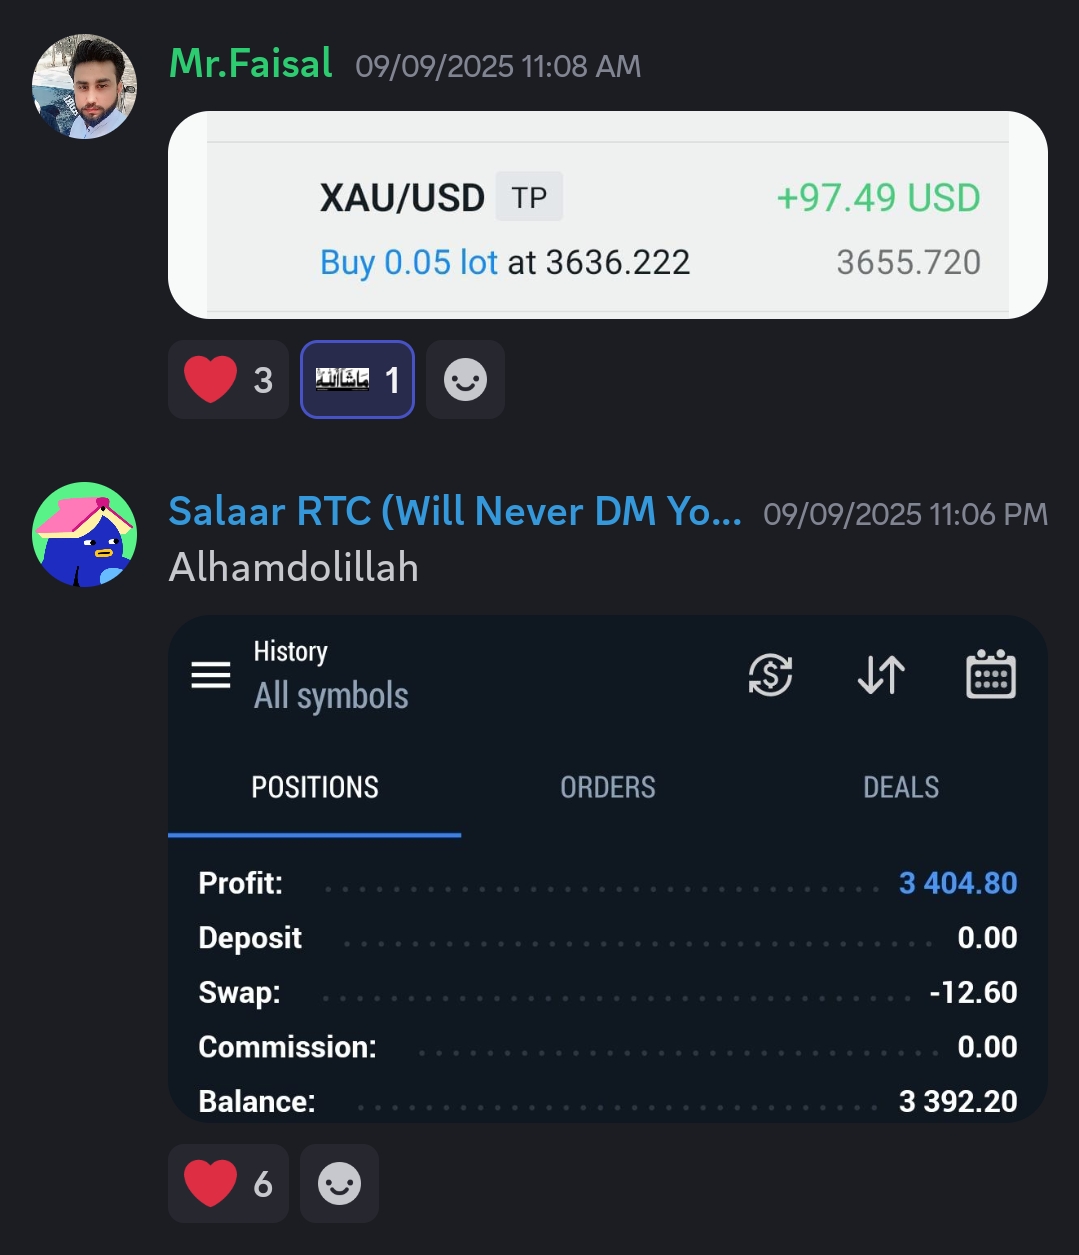 Mr.Faisal 09/09/2025 11:08 AM
XAU/USD TP +97.49 USD
Buy 0.05 lot at 3636.222 3655.720
3 ماشاءالله 1
Salaar RTC (Will Never DM Yo... 09/09/2025 11:06 PM
Alhamdolillah
History
All symbols
POSITIONS ORDERS DEALS
Profit: 3 404.80
Deposit 0.00
Swap: -12.60
Commission: 0.00
Balance: 3 392.20
6